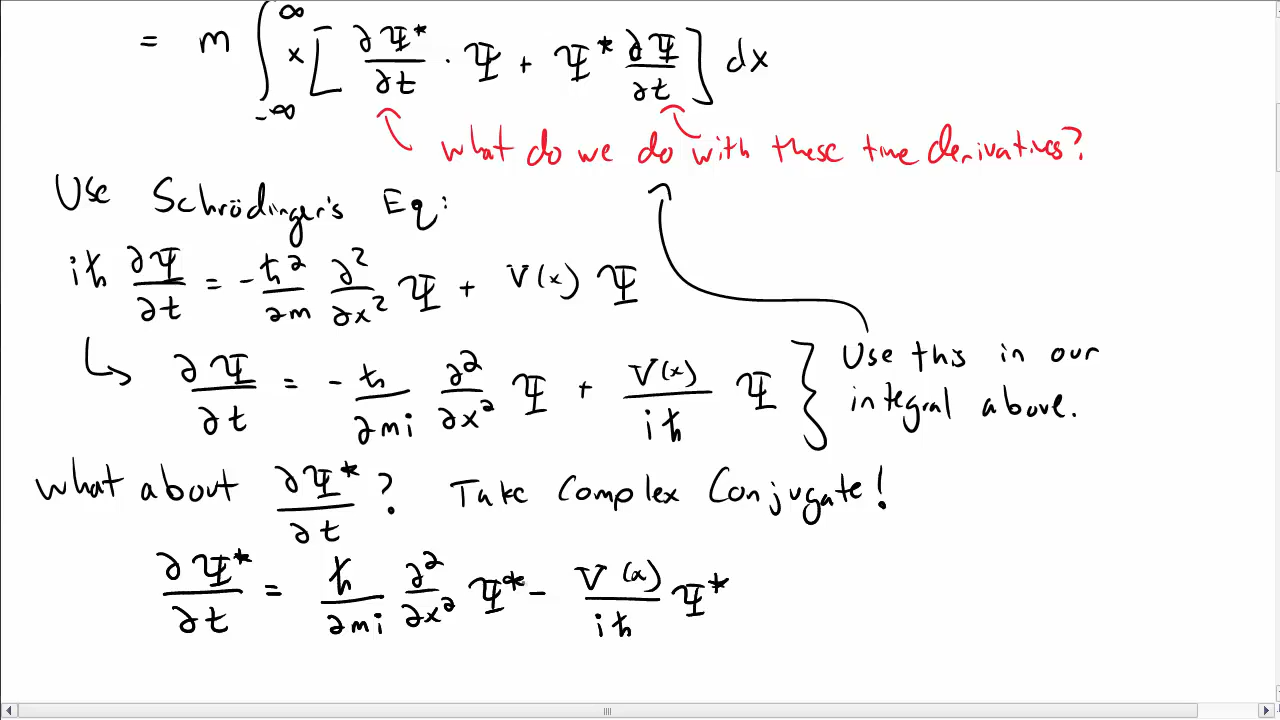 = m ∫_{-∞}^{∞} x [ ∂Ψ*/∂t · Ψ + Ψ* ∂Ψ/∂t ] dx
what do we do with these time derivatives?
Use Schrödinger's Eq:
iħ ∂Ψ/∂t = -ħ²/2m ∂²/∂x² Ψ + V(x) Ψ
↳ ∂Ψ/∂t = -ħ/2mi ∂²/∂x² Ψ + V(x)/iħ Ψ
} Use this in our
integral above.
What about ∂Ψ*/∂t ? Take Complex Conjugate!
∂Ψ*/∂t = ħ/2mi ∂²/∂x² Ψ* - V(x)/iħ Ψ*